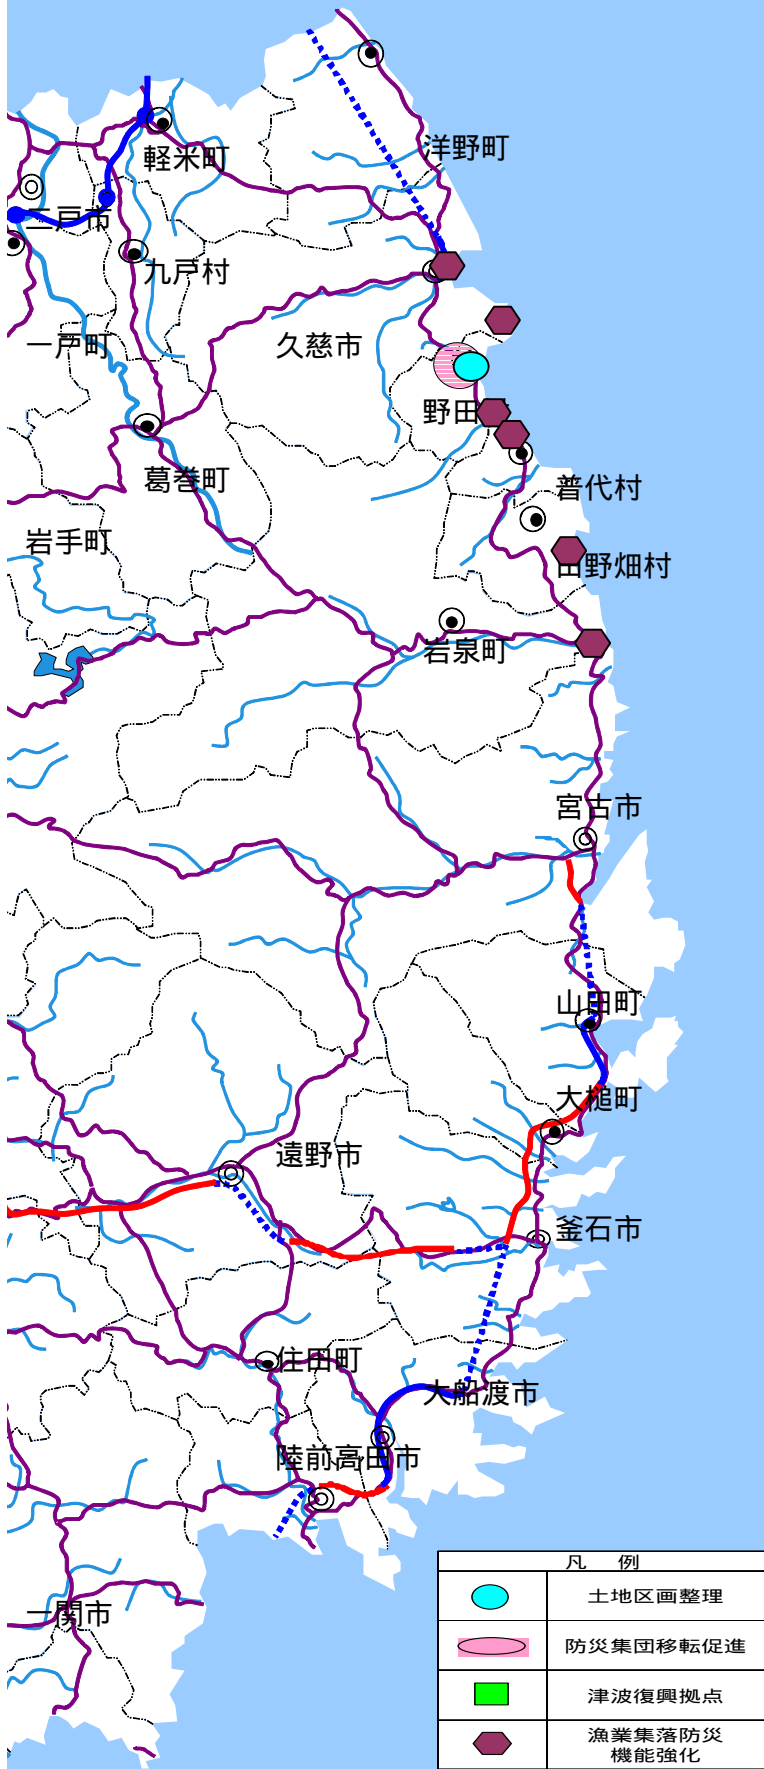 洋野町
軽米町
二戸市
九戸村
一戸町
久慈市
野田
葛巻町
普代村
岩手町
田野畑村
岩泉町
宮古市
山田町
大槌町
遠野市
釜石市
住田町
大船渡市
陸前高田市
一関市
凡 例
土地区画整理
防災集団移転促進
津波復興拠点
漁業集落防災
機能強化